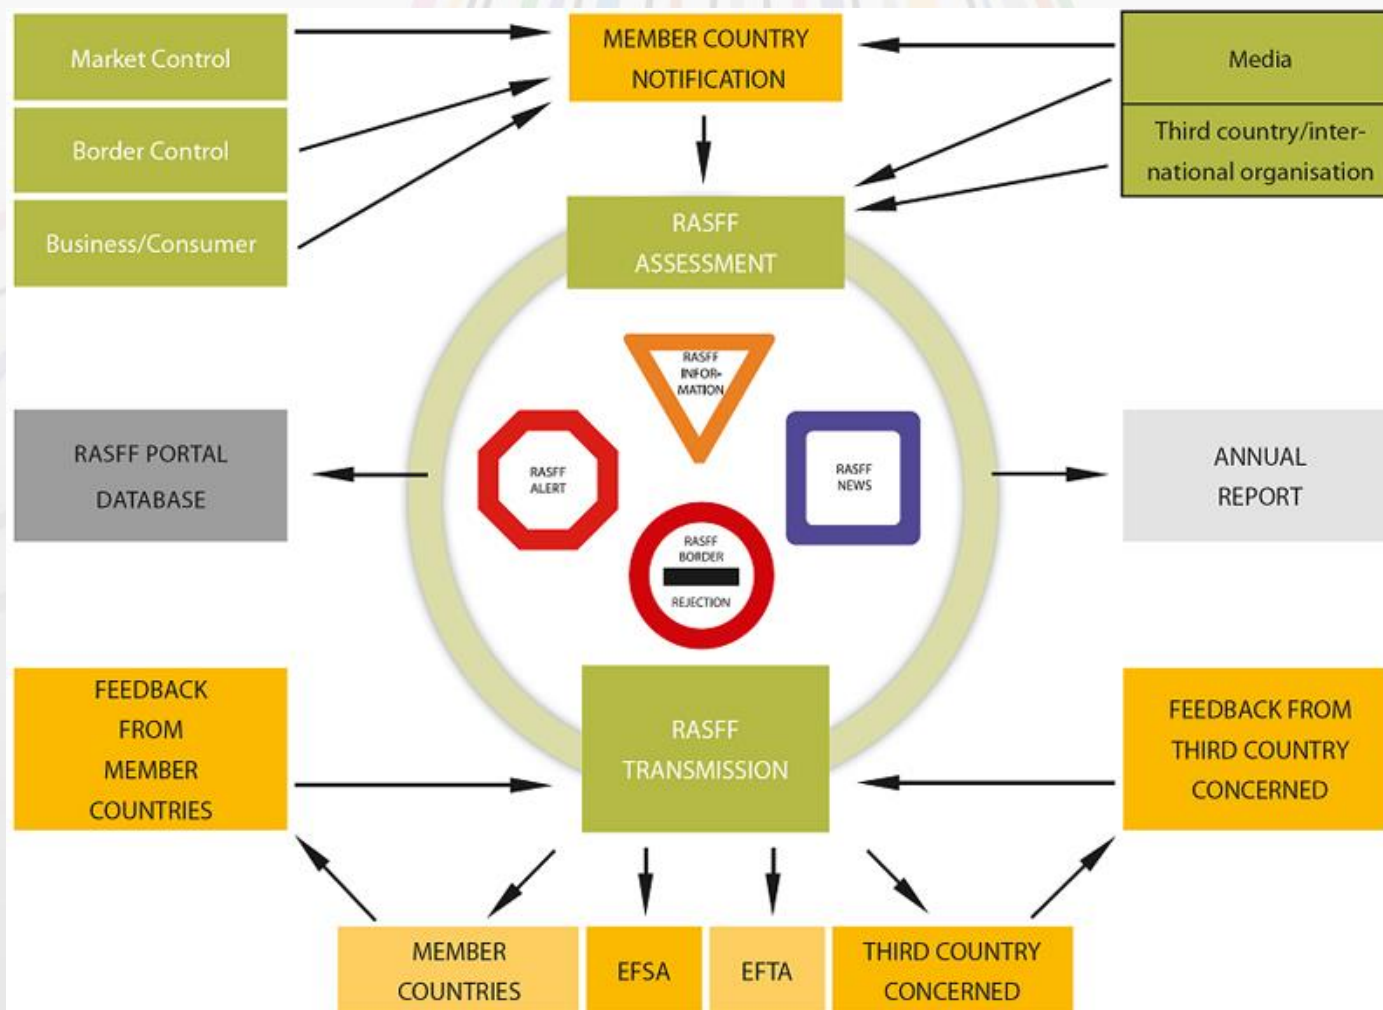 Market Control
Border Control
Business/Consumer
MEMBER COUNTRY
NOTIFICATION
Media
Third country/inter-
national organisation
RASFF
ASSESSMENT
RASFF
INFOR-
MATION
RASFF
ALERT
RASFF
NEWS
RASFF
BORDER
REJECTION
RASFF PORTAL
DATABASE
ANNUAL
REPORT
FEEDBACK
FROM
MEMBER
COUNTRIES
RASFF
TRANSMISSION
FEEDBACK FROM
THIRD COUNTRY
CONCERNED
MEMBER
COUNTRIES
EFSA
EFTA
THIRD COUNTRY
CONCERNED